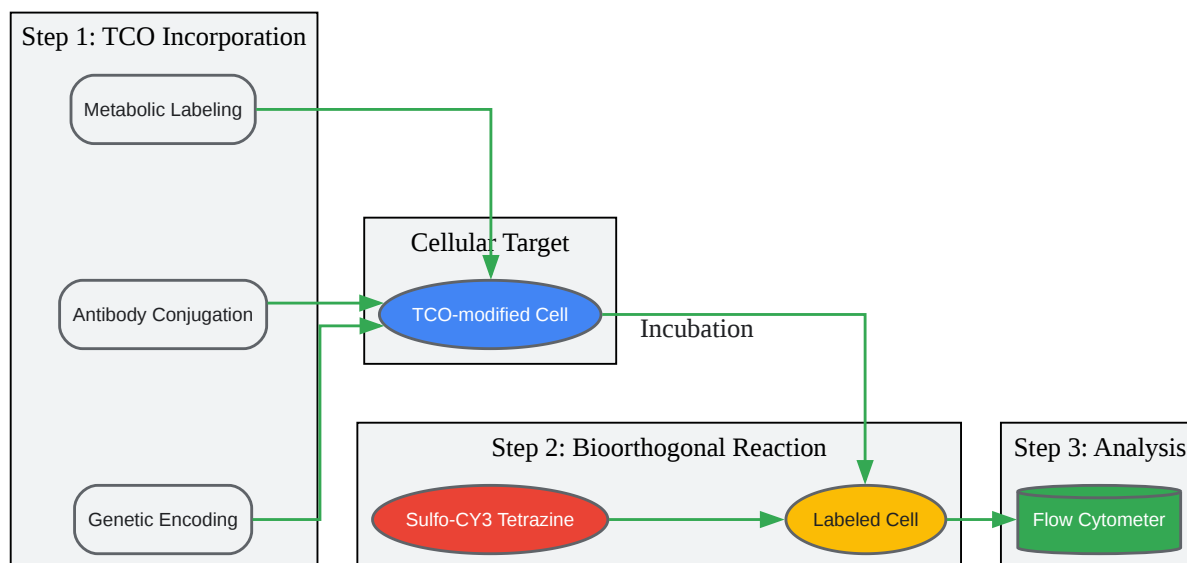 Step 1: TCO Incorporation
Metabolic Labeling
Antibody Conjugation
Genetic Encoding
Cellular Target
TCO-modified Cell
Incubation
Step 2: Bioorthogonal Reaction
Sulfo-CY3 Tetrazine
Labeled Cell
Step 3: Analysis
Flow Cytometer